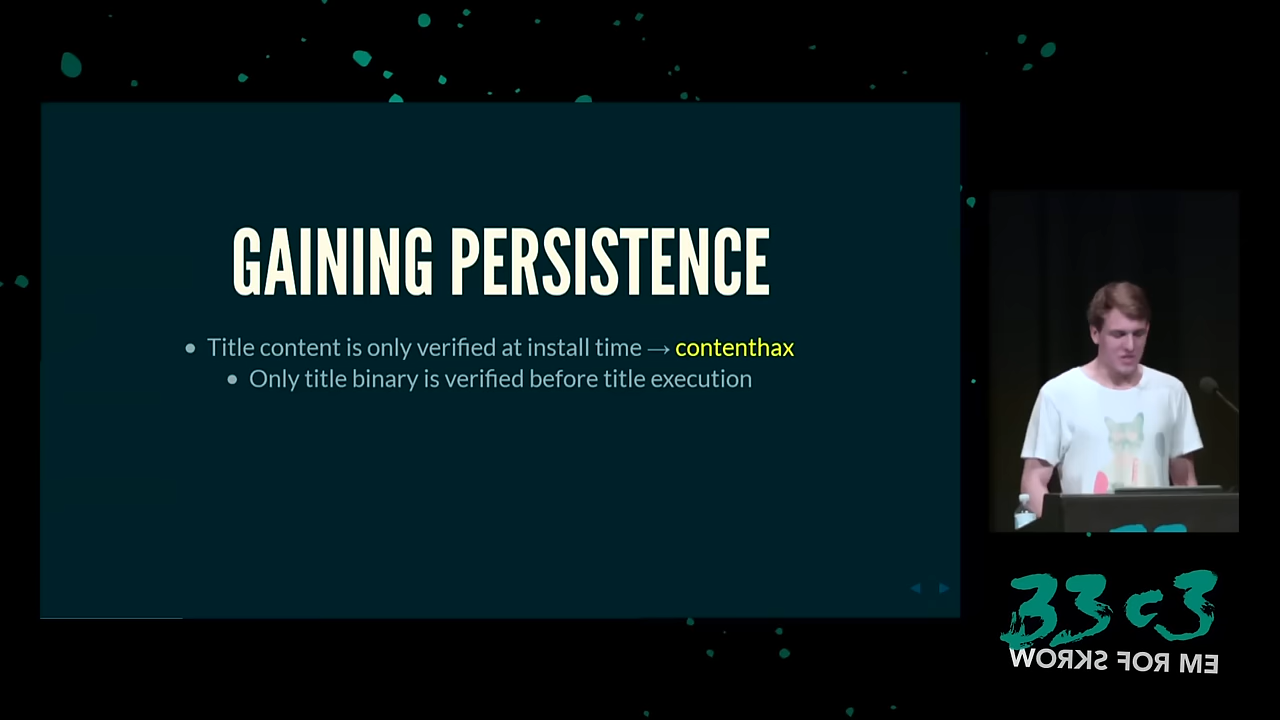 GAINING PERSISTENCE
• Title content is only verified at install time → contenthax
• Only title binary is verified before title execution
33c3
WORKS FOR ME